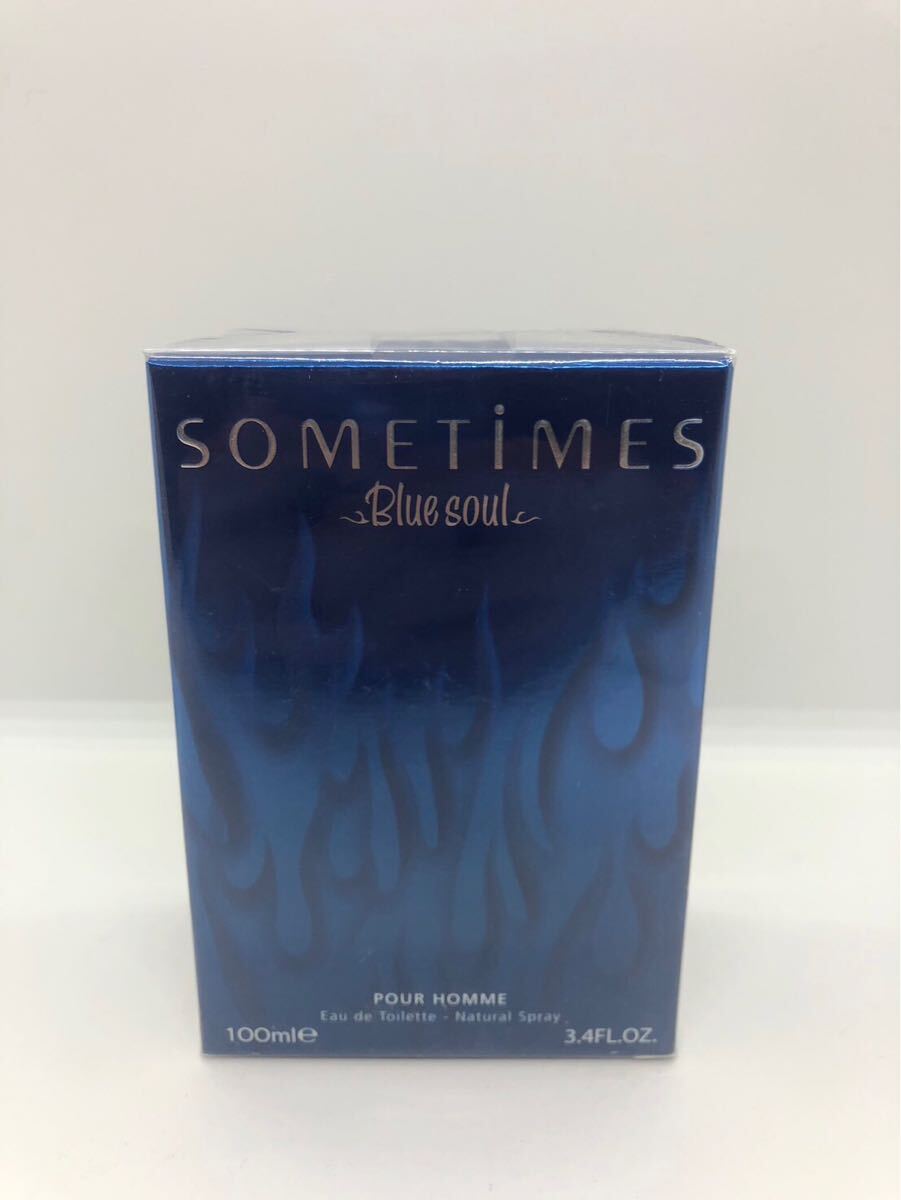 SOMETiMES
Blue soul
POUR HOMME
Eau de Toilette - Natural Spray
100ml℮ 3.4FL.OZ.